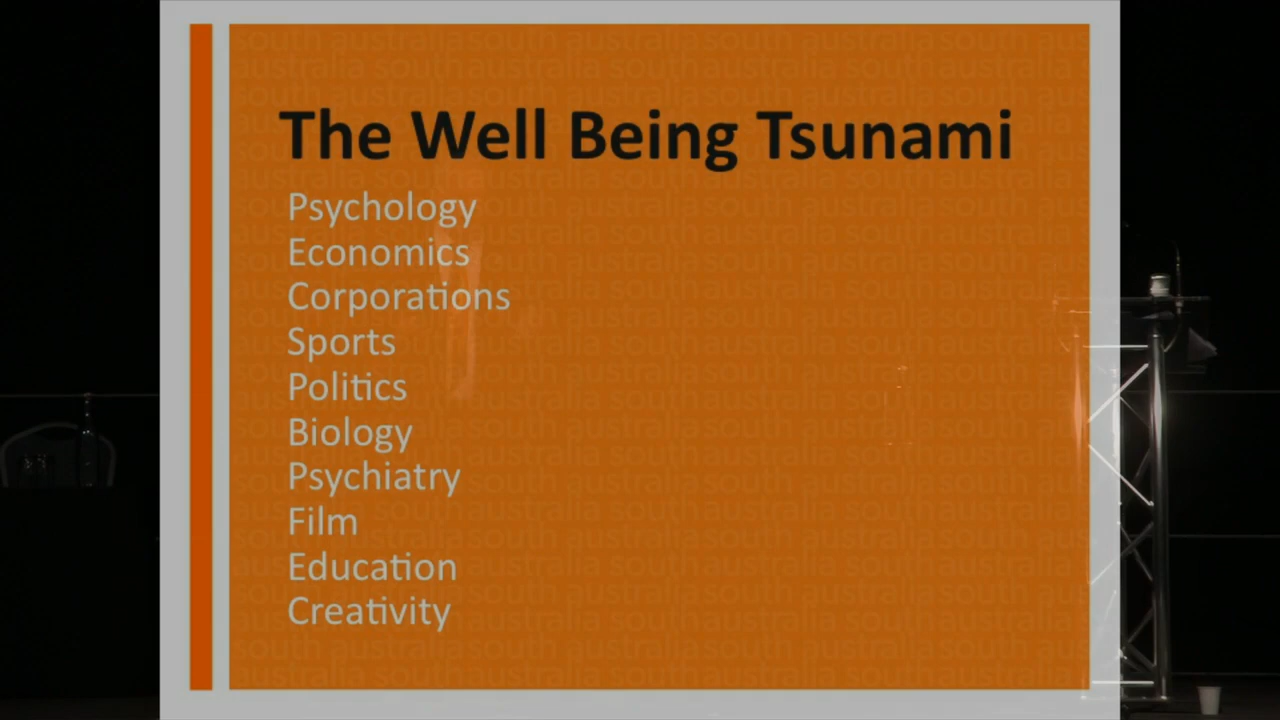 The Well Being Tsunami
Psychology
Economics
Corporations
Sports
Politics
Biology
Psychiatry
Film
Education
Creativity